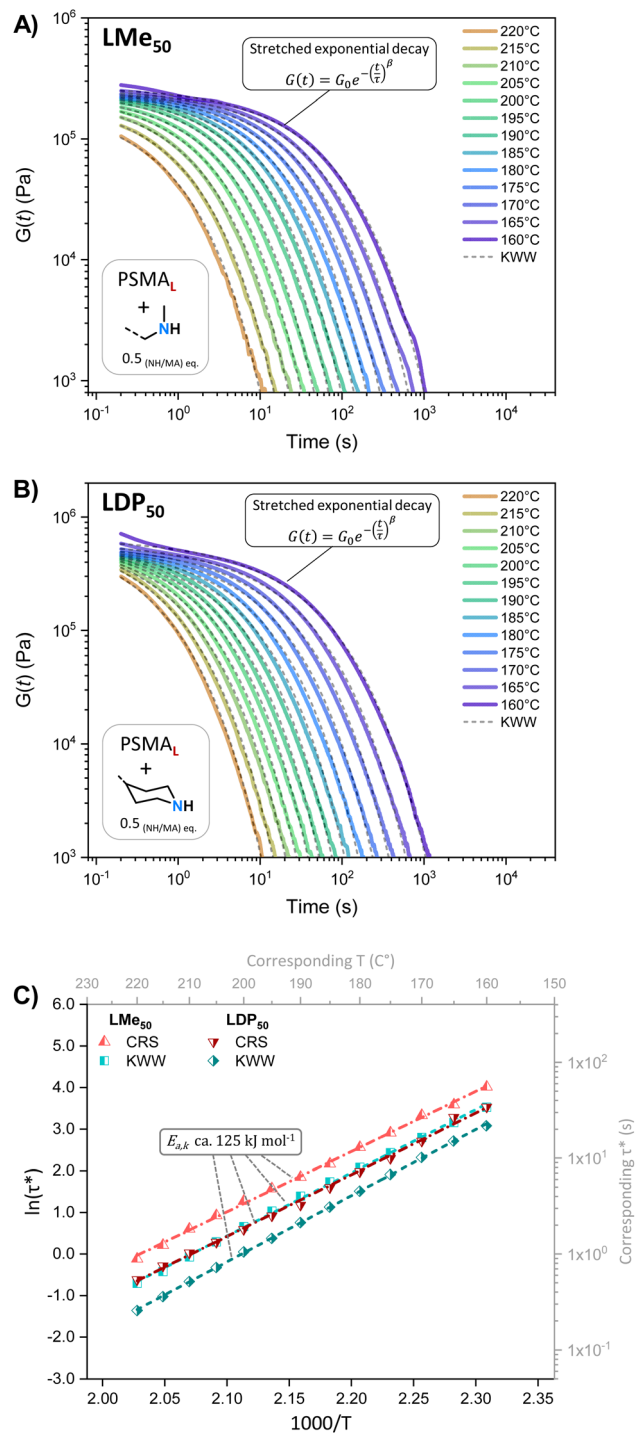 A)
LMe50
Stretched exponential decay
G(t) = G0e^-(t/τ)^β
220°C
215°C
210°C
205°C
200°C
195°C
190°C
185°C
180°C
175°C
170°C
165°C
160°C
KWW
10^6
10^5
10^4
10^3
G(t) (Pa)
PSMAL
+
NH
0.5 (NH/MA) eq.
10^-1
10^0
10^1
10^2
10^3
10^4
Time (s)
B)
LDP50
Stretched exponential decay
G(t) = G0e^-(t/τ)^β
220°C
215°C
210°C
205°C
200°C
195°C
190°C
185°C
180°C
175°C
170°C
165°C
160°C
KWW
10^6
10^5
10^4
10^3
G(t) (Pa)
PSMAL
+
NH
0.5 (NH/MA) eq.
10^-1
10^0
10^1
10^2
10^3
10^4
Time (s)
C)
Corresponding T (C°)
230 220 210 200 190 180 170 160 150
LMe50 LDP50
CRS CRS
KWW KWW
Ea,k ca. 125 kJ mol-1
6.0
5.0
4.0
3.0
2.0
1.0
0.0
-1.0
-2.0
-3.0
ln(τ*)
1x10^2
1x10^1
1x10^0
1x10^-1
Corresponding τ* (s)
2.00 2.05 2.10 2.15 2.20 2.25 2.30 2.35
1000/T